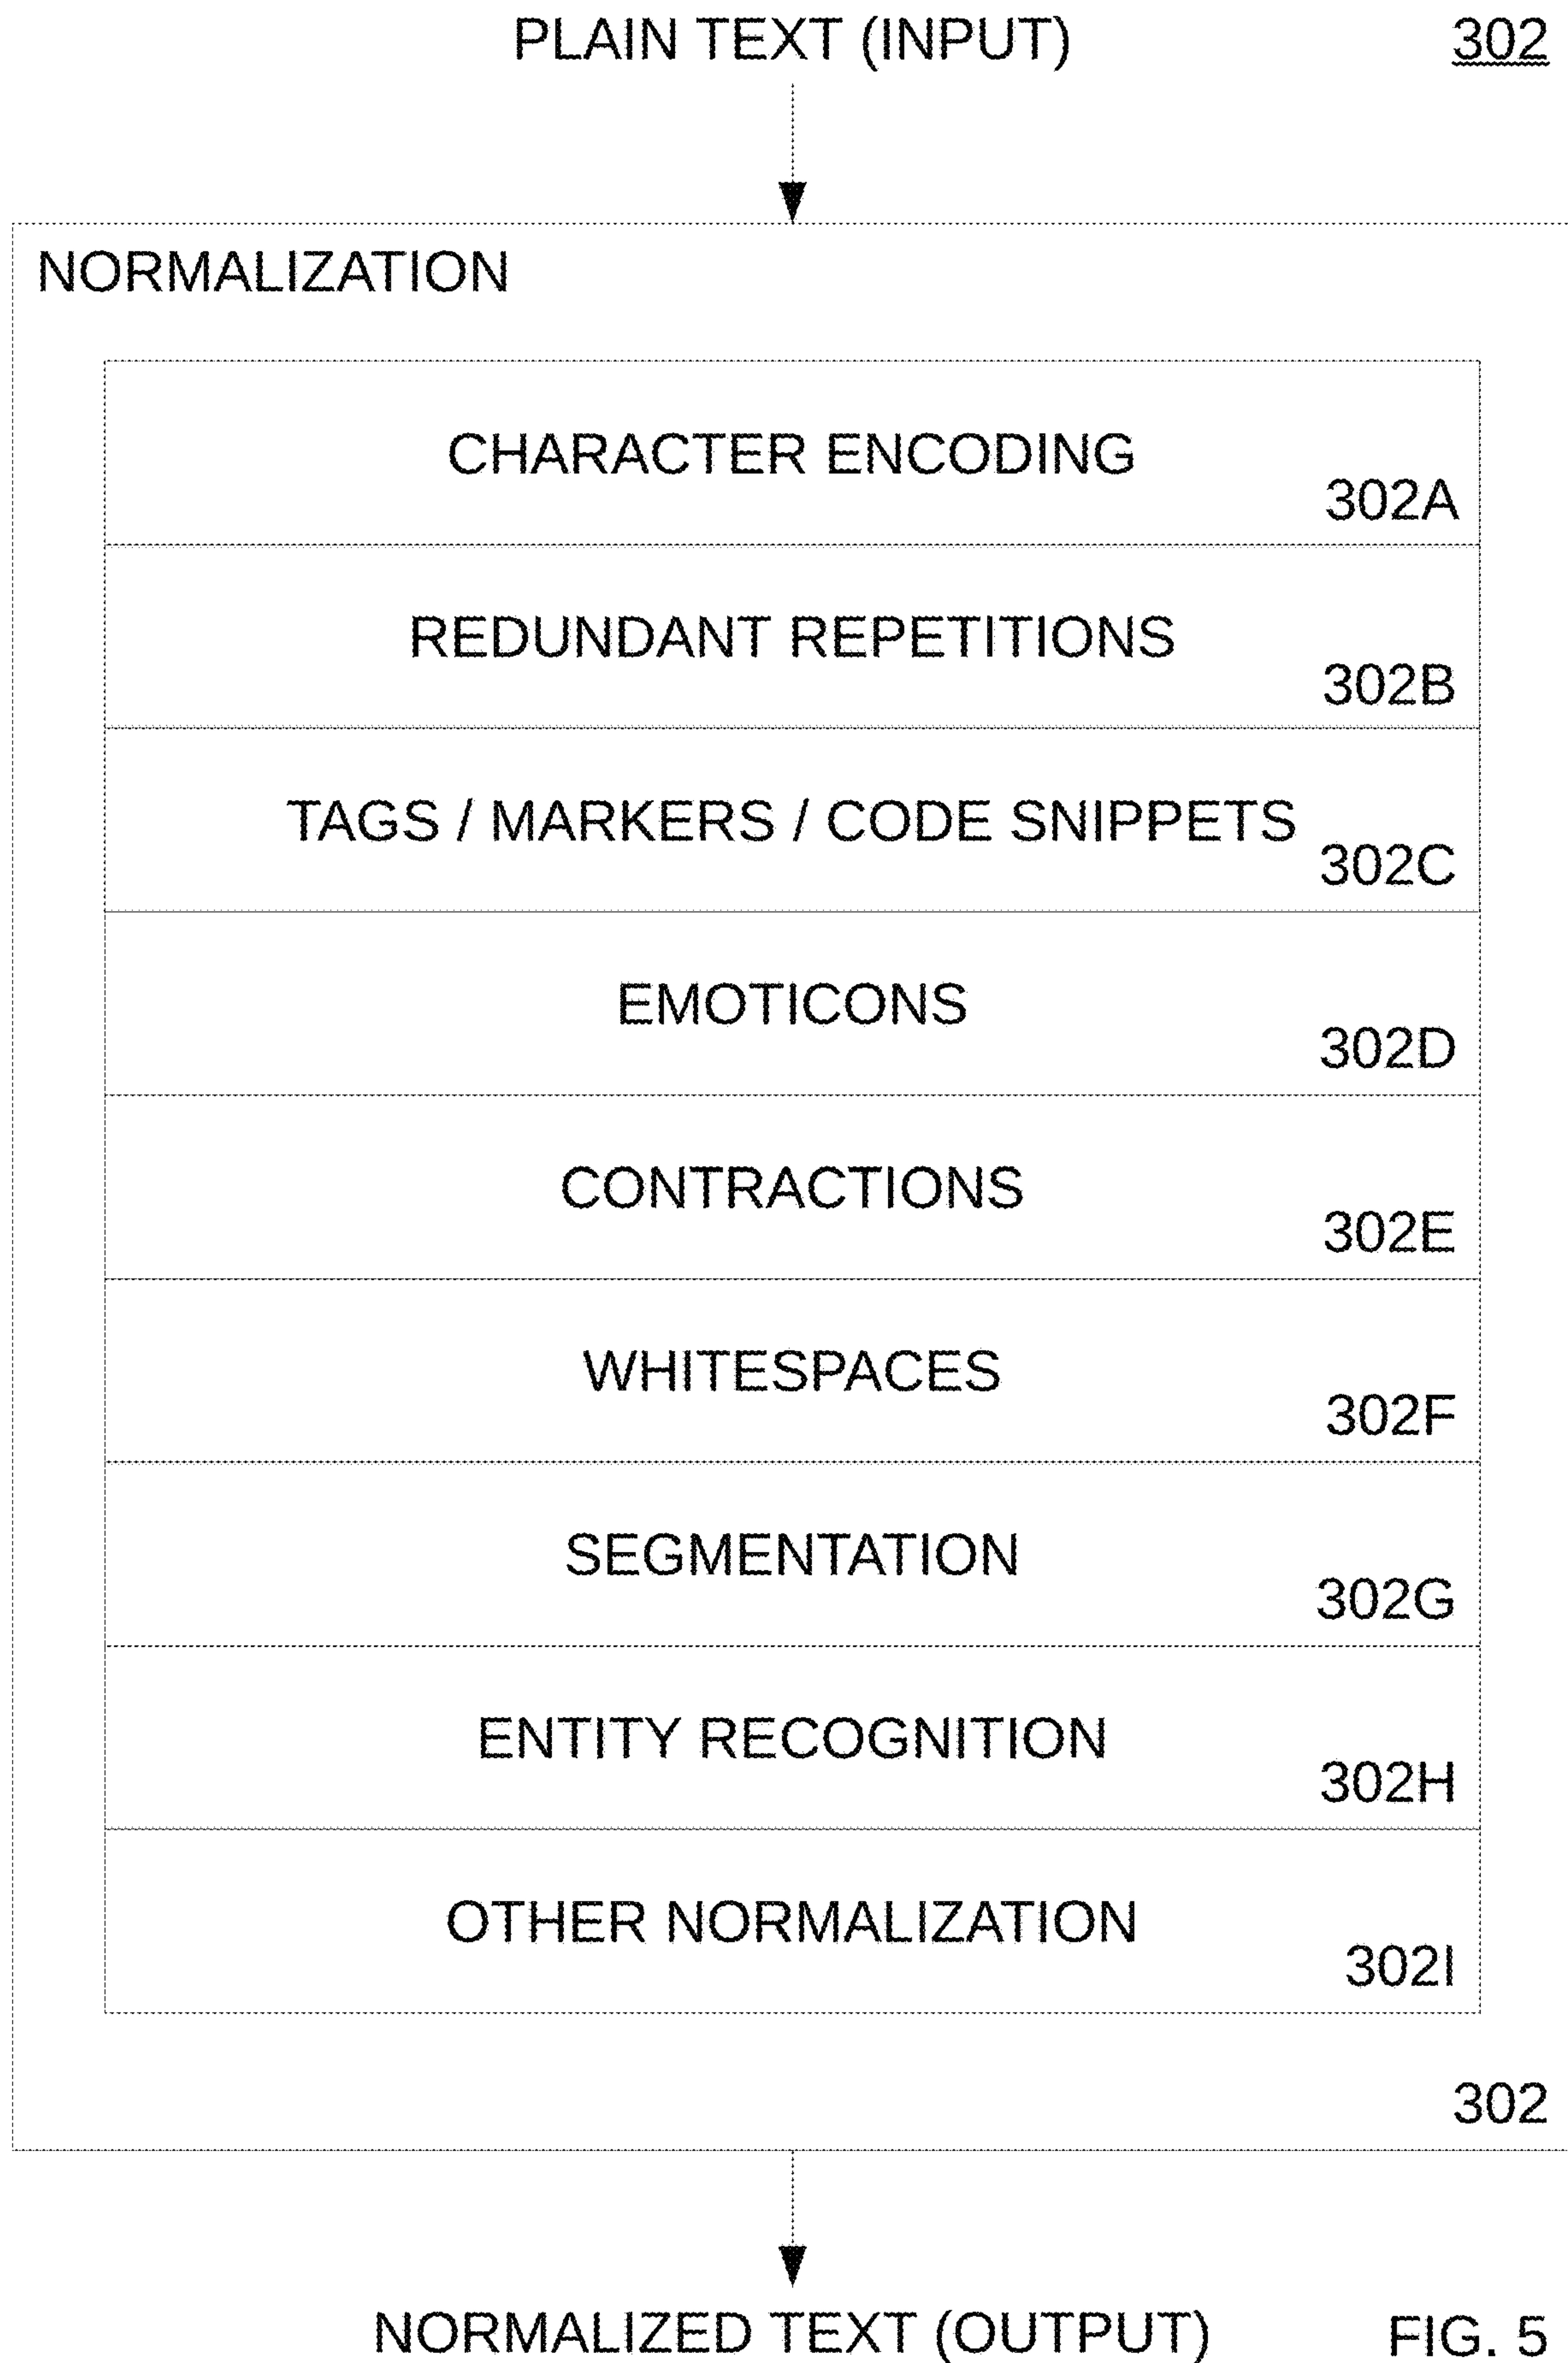 PLAIN TEXT (INPUT) 302
NORMALIZATION
CHARACTER ENCODING
302A
REDUNDANT REPETITIONS
302B
TAGS / MARKERS / CODE SNIPPETS
302C
EMOTICONS
302D
CONTRACTIONS
302E
WHITESPACES
302F
SEGMENTATION
302G
ENTITY RECOGNITION
302H
OTHER NORMALIZATION
302I
302
NORMALIZED TEXT (OUTPUT) FIG. 5